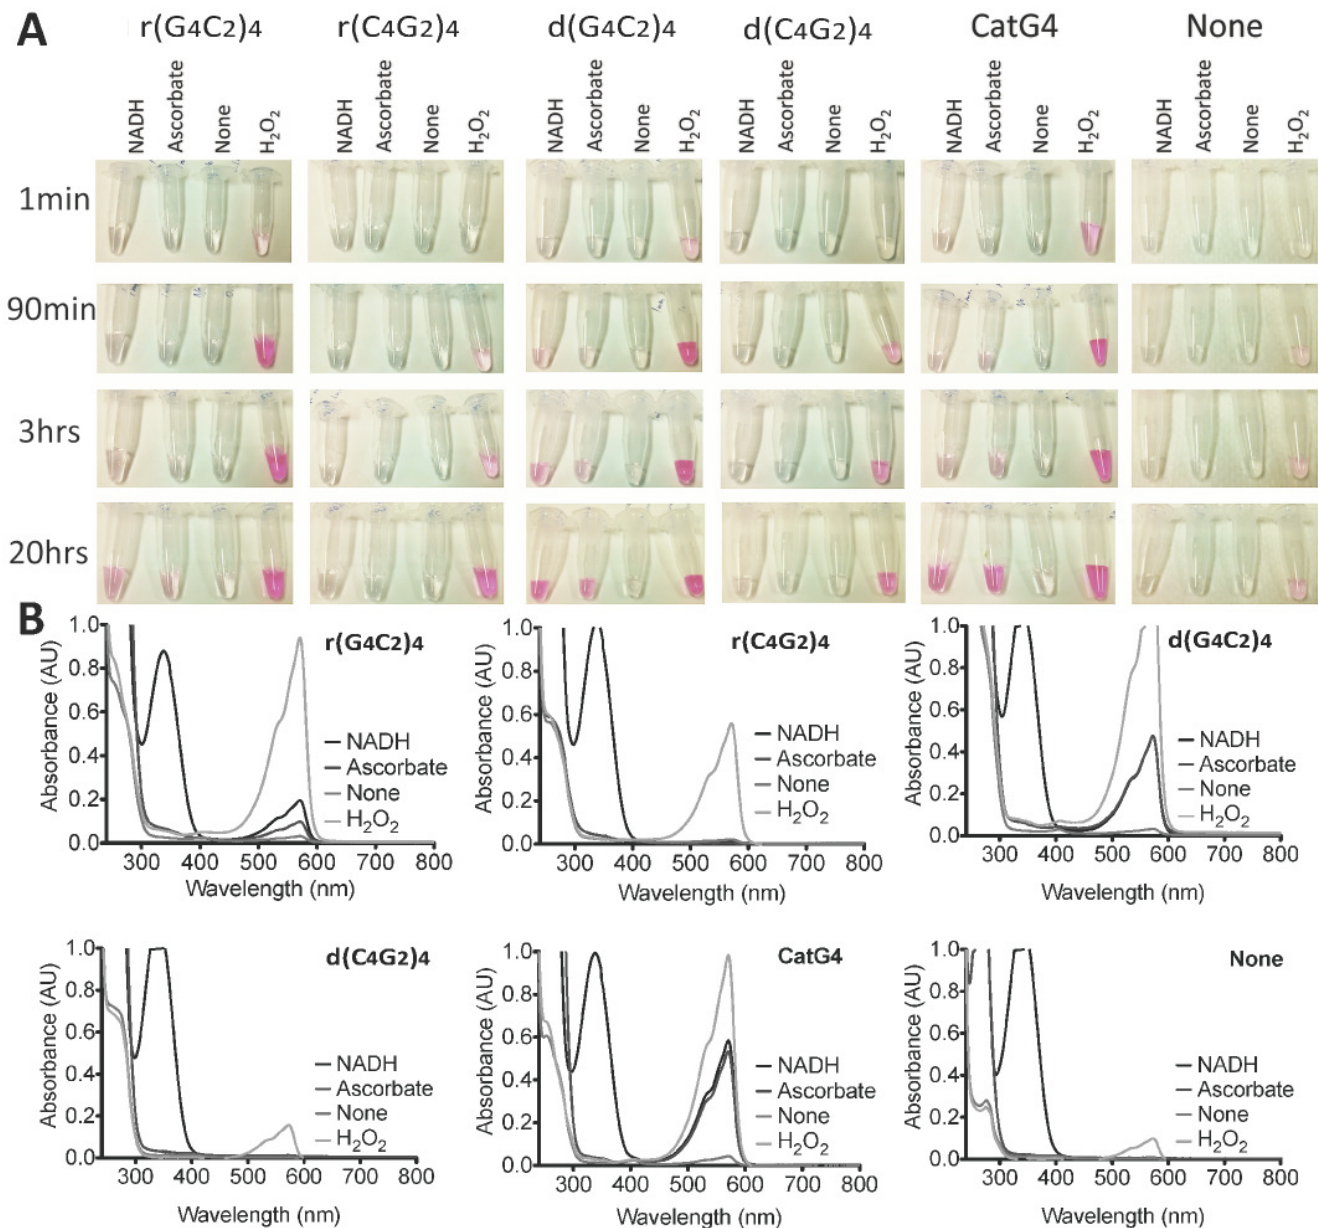 A
r(G4C2)4 r(C4G2)4 d(G4C2)4 d(C4G2)4 CatG4 None
NADH Ascorbate None H2O2 NADH Ascorbate None H2O2 NADH Ascorbate None H2O2 NADH Ascorbate None H2O2 NADH Ascorbate None H2O2 NADH Ascorbate None H2O2
1min
90min
3hrs
20hrs
B
r(G4C2)4
Absorbance (AU)
1.0
0.8
0.6
0.4
0.2
0.0
NADH
Ascorbate
None
H2O2
300 400 500 600 700 800
Wavelength (nm)
r(C4G2)4
Absorbance (AU)
1.0
0.8
0.6
0.4
0.2
0.0
NADH
Ascorbate
None
H2O2
300 400 500 600 700 800
Wavelength (nm)
d(G4C2)4
Absorbance (AU)
1.0
0.8
0.6
0.4
0.2
0.0
NADH
Ascorbate
None
H2O2
300 400 500 600 700 800
Wavelength (nm)
d(C4G2)4
Absorbance (AU)
1.0
0.8
0.6
0.4
0.2
0.0
NADH
Ascorbate
None
H2O2
300 400 500 600 700 800
Wavelength (nm)
CatG4
Absorbance (AU)
1.0
0.8
0.6
0.4
0.2
0.0
NADH
Ascorbate
None
H2O2
300 400 500 600 700 800
Wavelength (nm)
None
Absorbance (AU)
1.0
0.8
0.6
0.4
0.2
0.0
NADH
Ascorbate
None
H2O2
300 400 500 600 700 800
Wavelength (nm)